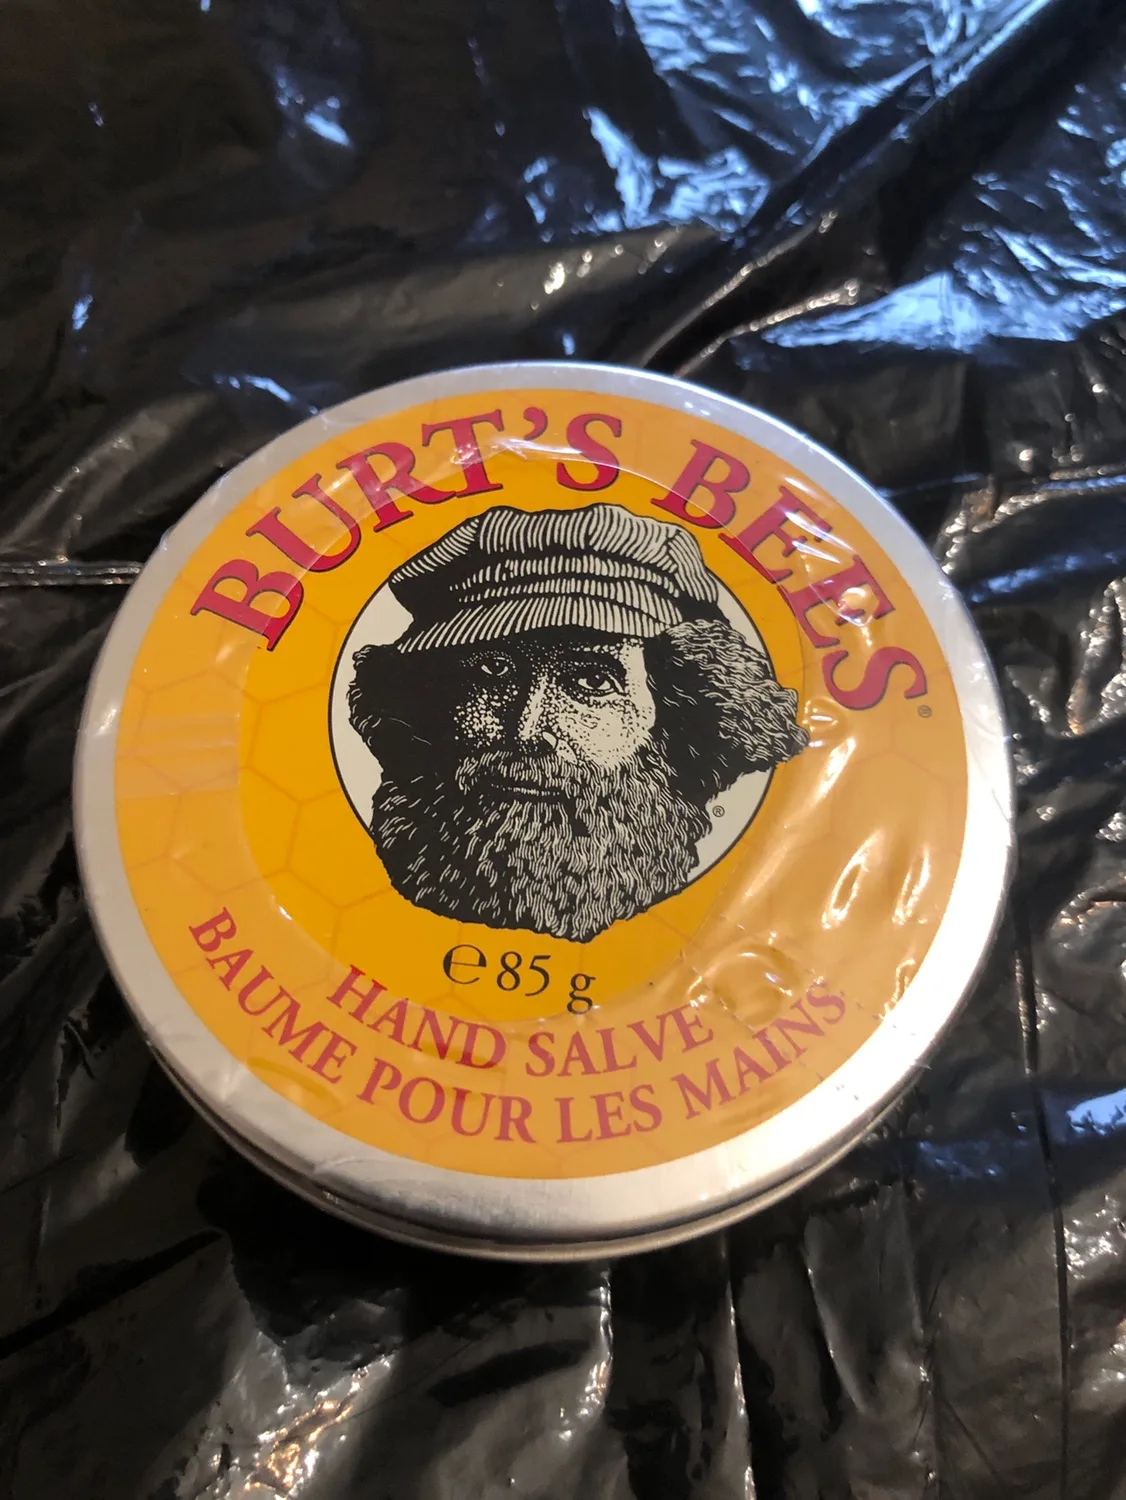 BURT'S BEES®
®
℮ 85 g
HAND SALVE
BAUME POUR LES MAINS